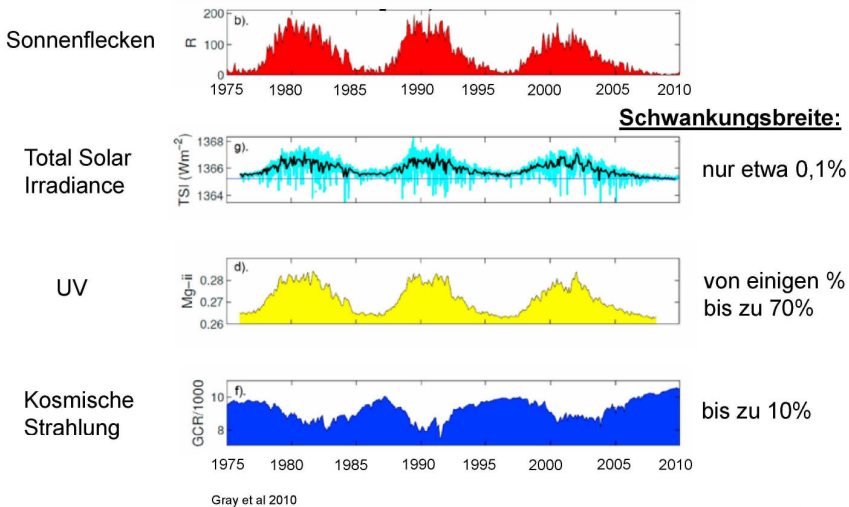 Sonnenflecken
b).
R
200
100
0
1975 1980 1985 1990 1995 2000 2005 2010
Schwankungsbreite:
Total Solar
Irradiance
g).
TSI (Wm⁻²)
1368
1366
1364
nur etwa 0,1%
UV
d).
Mg-ii
0.28
0.27
0.26
von einigen %
bis zu 70%
Kosmische
Strahlung
f).
GCR/1000
10
8
bis zu 10%
1975 1980 1985 1990 1995 2000 2005 2010
Gray et al 2010